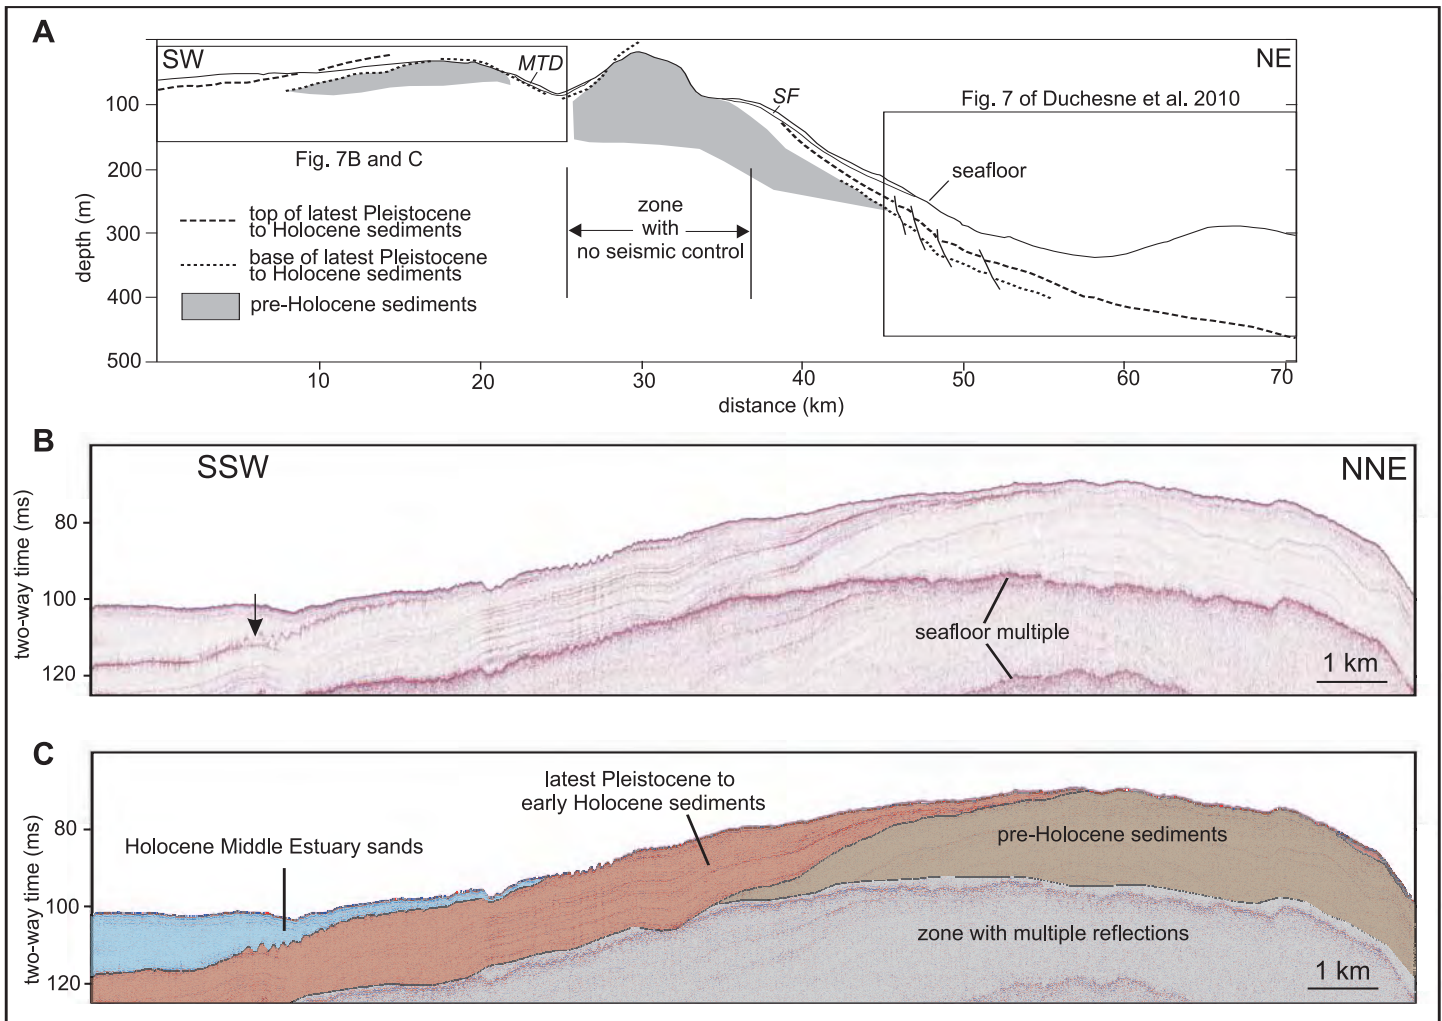 A
SW
MTD
NE
SF
Fig. 7 of Duchesne et al. 2010
100
Fig. 7B and C
seafloor
200
zone
with
no seismic control
top of latest Pleistocene
to Holocene sediments
base of latest Pleistocene
to Holocene sediments
pre-Holocene sediments
depth (m)
300
400
500
10
20
30
40
50
60
70
distance (km)
B
SSW
NNE
two-way time (ms)
80
100
120
seafloor multiple
1 km
C
latest Pleistocene to
early Holocene sediments
Holocene Middle Estuary sands
pre-Holocene sediments
two-way time (ms)
80
100
120
zone with multiple reflections
1 km